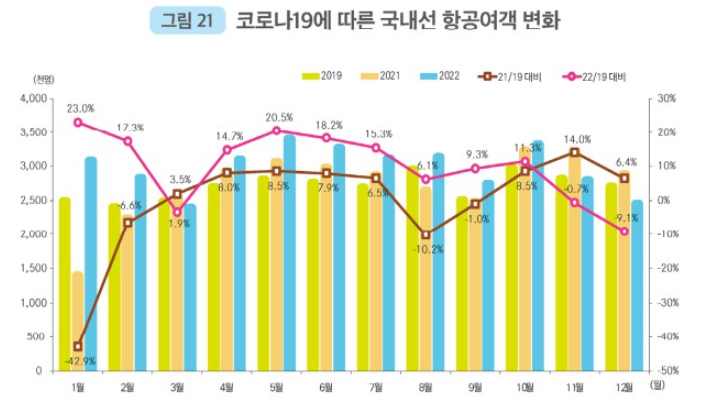 그림 21 코로나19에 따른 국내선 항공여객 변화
(천명) 2019 2021 2022 21/19 대비 22/19 대비
4,000 30%
3,500 20%
3,000 10%
2,500 0%
2,000 -10%
1,500 -20%
1,000 -30%
500 -40%
0 -50%
23.0% 17.3% 1.9% 14.7% 20.5% 18.2% 15.3% 6.1% 9.3% 11.3% -0.7% -9.1%
-42.9% -6.6% 3.5% 8.0% 8.5% 7.9% 6.5% -10.2% -1.0% 8.5% 14.0% 6.4%
1월 2월 3월 4월 5월 6월 7월 8월 9월 10월 11월 12월 (월)